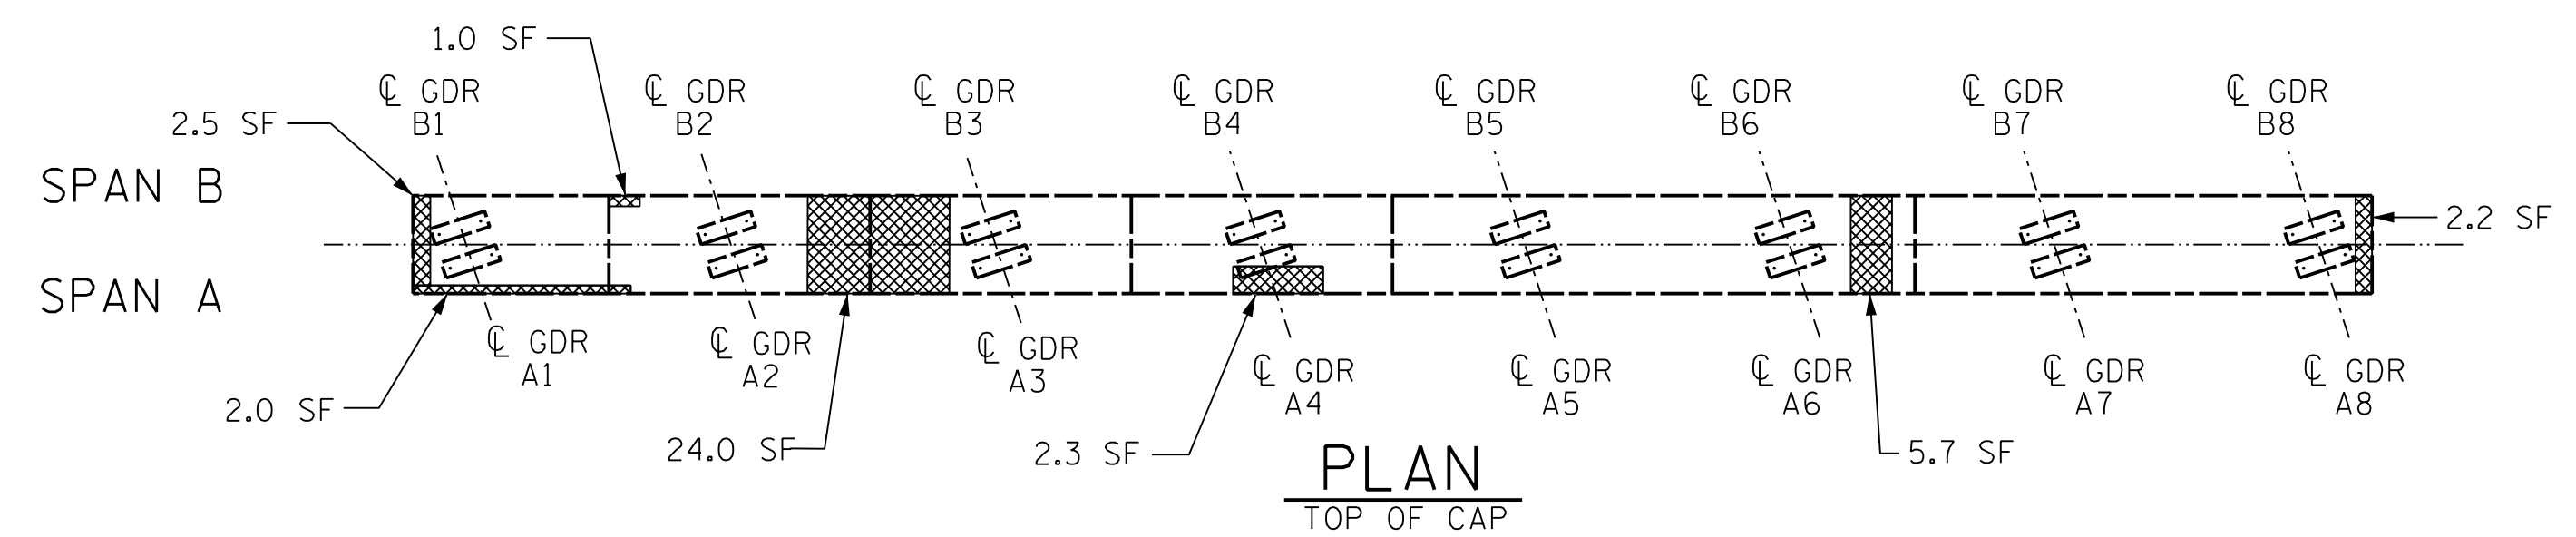 1.0 SF
℄ GDR
B1
℄ GDR
B2
℄ GDR
B3
℄ GDR
B4
℄ GDR
B5
℄ GDR
B6
℄ GDR
B7
℄ GDR
B8
2.5 SF
SPAN B
2.2 SF
SPAN A
℄ GDR
A1
℄ GDR
A2
℄ GDR
A3
℄ GDR
A4
℄ GDR
A5
℄ GDR
A6
℄ GDR
A7
℄ GDR
A8
2.0 SF
24.0 SF
2.3 SF
5.7 SF
PLAN
TOP OF CAP